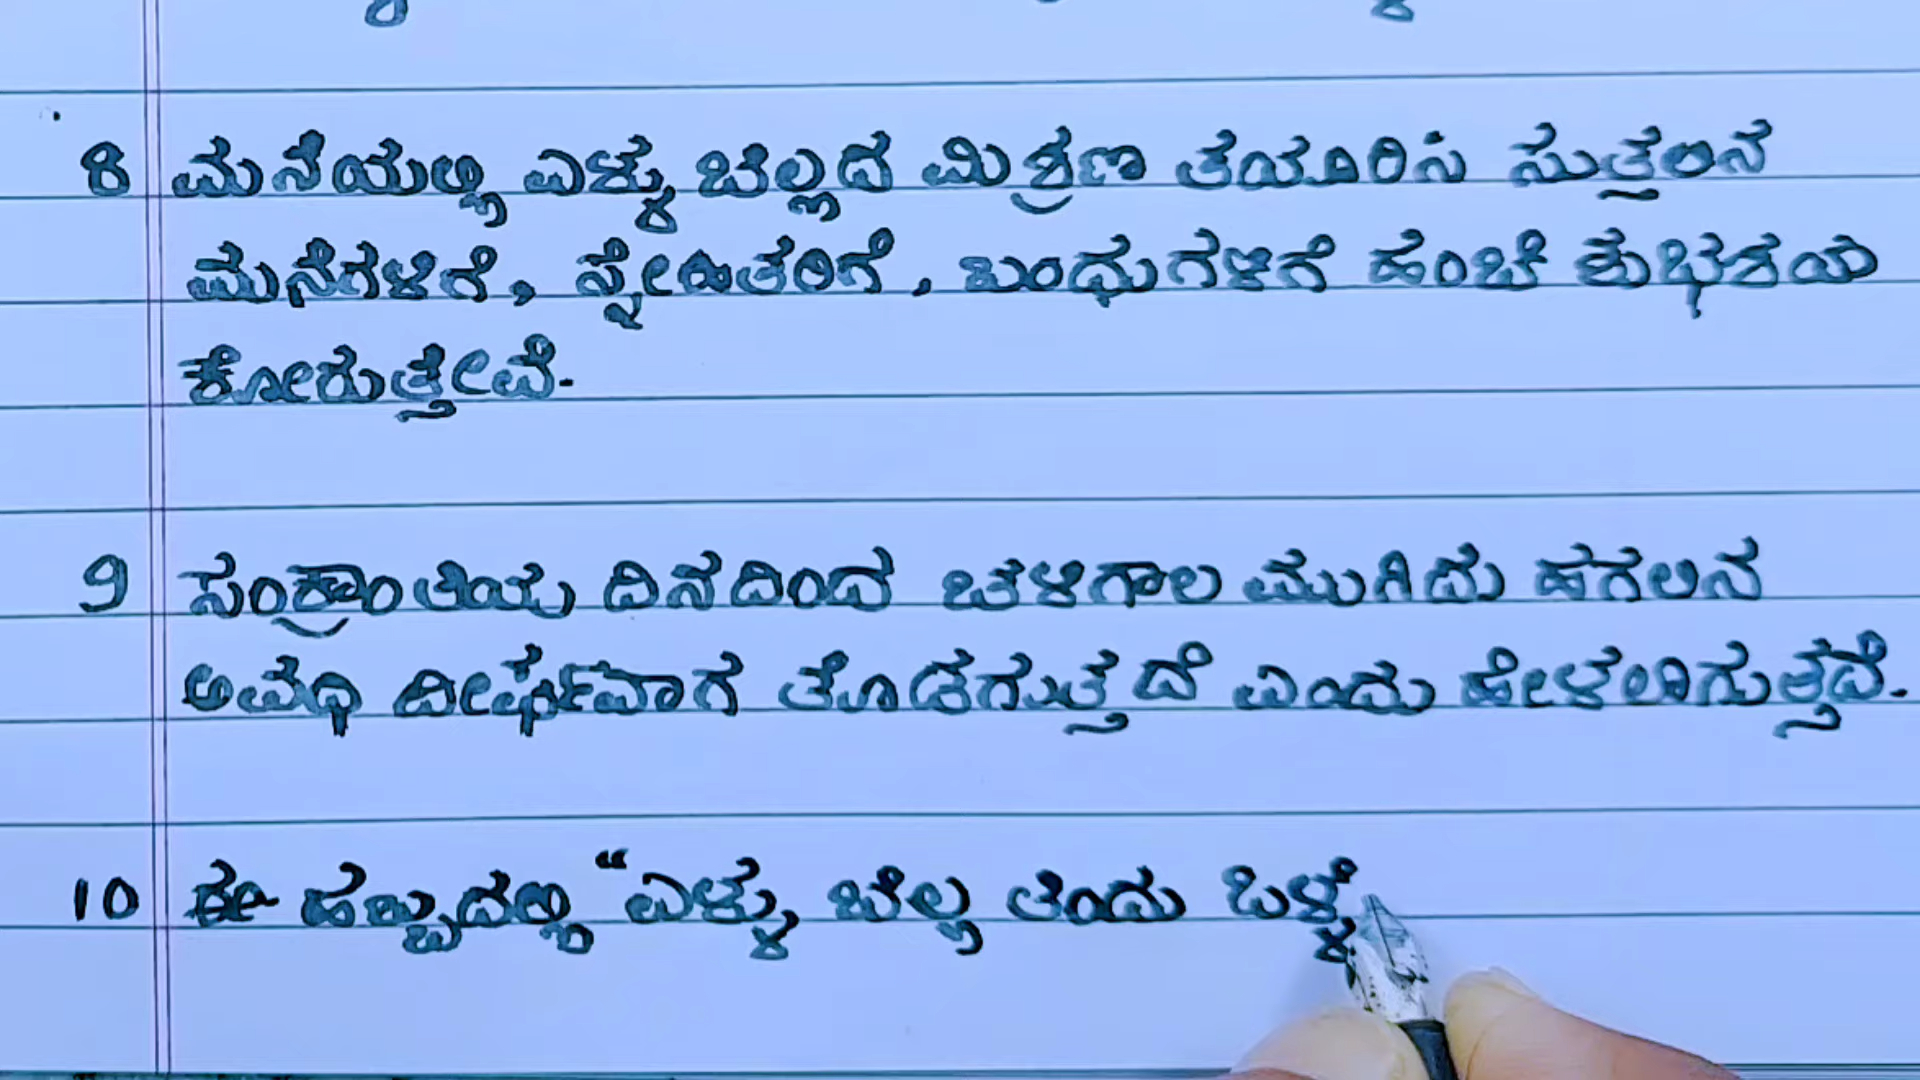 8 ಮನೆಯಲ್ಲಿ ಎಳ್ಳು ಬೆಲ್ಲದ ಮಿಶ್ರಣ ತಯಾರಿಸಿ ಸುತ್ತಲಿನ
ಮನೆಗಳಿಗೆ, ಸ್ನೇಹಿತರಿಗೆ, ಬಂಧುಗಳಿಗೆ ಹಂಚಿ ಶುಭಶಯ
ಕೋರುತ್ತೇವೆ.
9 ಸಂಕ್ರಾಂತಿಯ ದಿನದಿಂದ ಚಳಿಗಾಲ ಮುಗಿದು ಹಗಲಿನ
ಅವಧಿ ದೀರ್ಘವಾಗ ತೊಡಗುತ್ತದೆ ಎಂದು ಹೇಳಲಾಗುತ್ತದೆ.
10 ಈ ಹಬ್ಬದಲ್ಲಿ "ಎಳ್ಳು ಬೆಲ್ಲ ತಿಂದು ಒಳ್ಳೆ